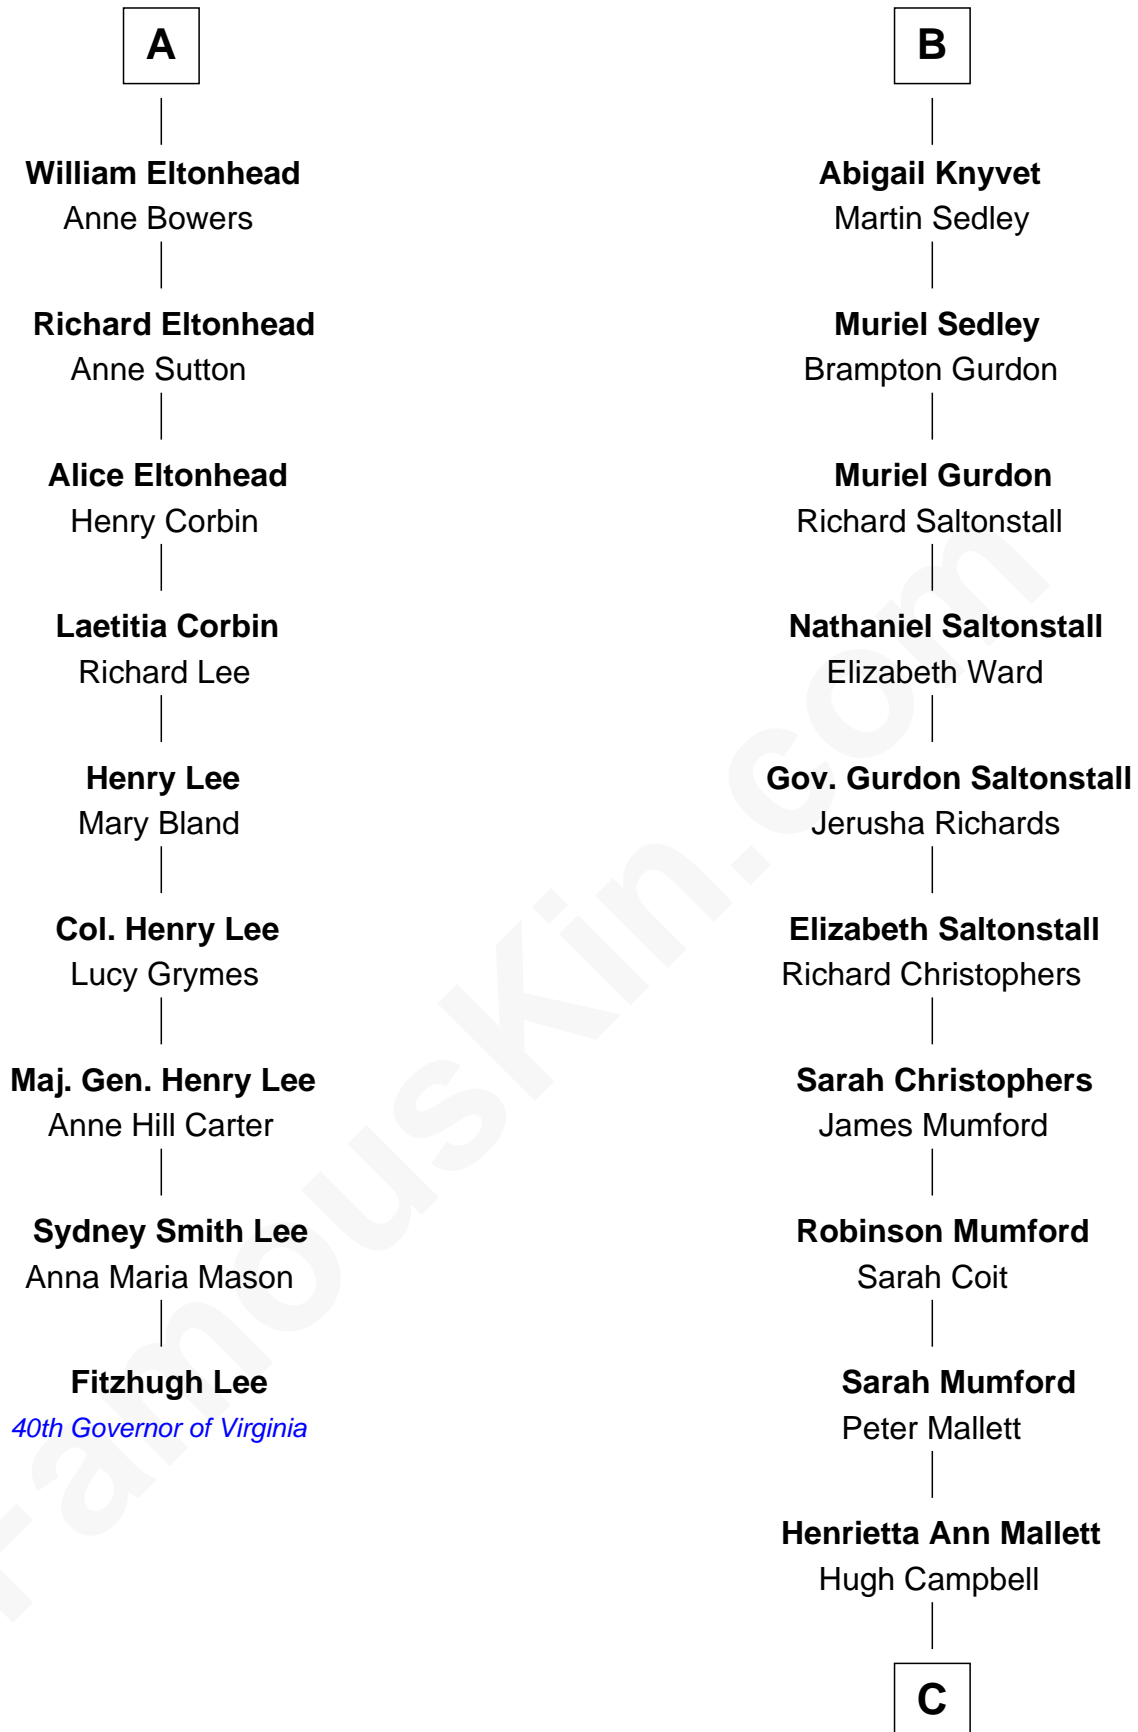 A
William Eltonhead
Anne Bowers
Richard Eltonhead
Anne Sutton
Alice Eltonhead
Henry Corbin
Laetitia Corbin
Richard Lee
Henry Lee
Mary Bland
Col. Henry Lee
Lucy Grymes
Maj. Gen. Henry Lee
Anne Hill Carter
Sydney Smith Lee
Anna Maria Mason
Fitzhugh Lee
40th Governor of Virginia
B
Abigail Knyvet
Martin Sedley
Muriel Sedley
Brampton Gurdon
Muriel Gurdon
Richard Saltonstall
Nathaniel Saltonstall
Elizabeth Ward
Gov. Gurdon Saltonstall
Jerusha Richards
Elizabeth Saltonstall
Richard Christophers
Sarah Christophers
James Mumford
Robinson Mumford
Sarah Coit
Sarah Mumford
Peter Mallett
Henrietta Ann Mallett
Hugh Campbell
C
FamousKin.com